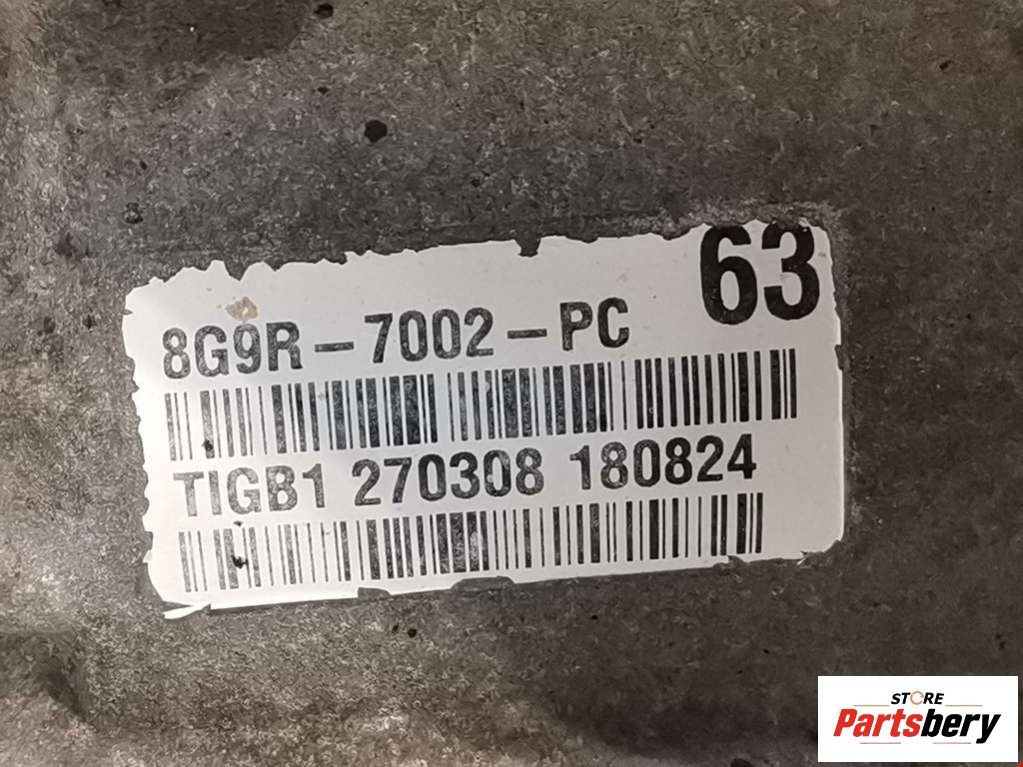 63
8G9R-7002-PC
TIGB1 270308 180824
STORE
Partsbery